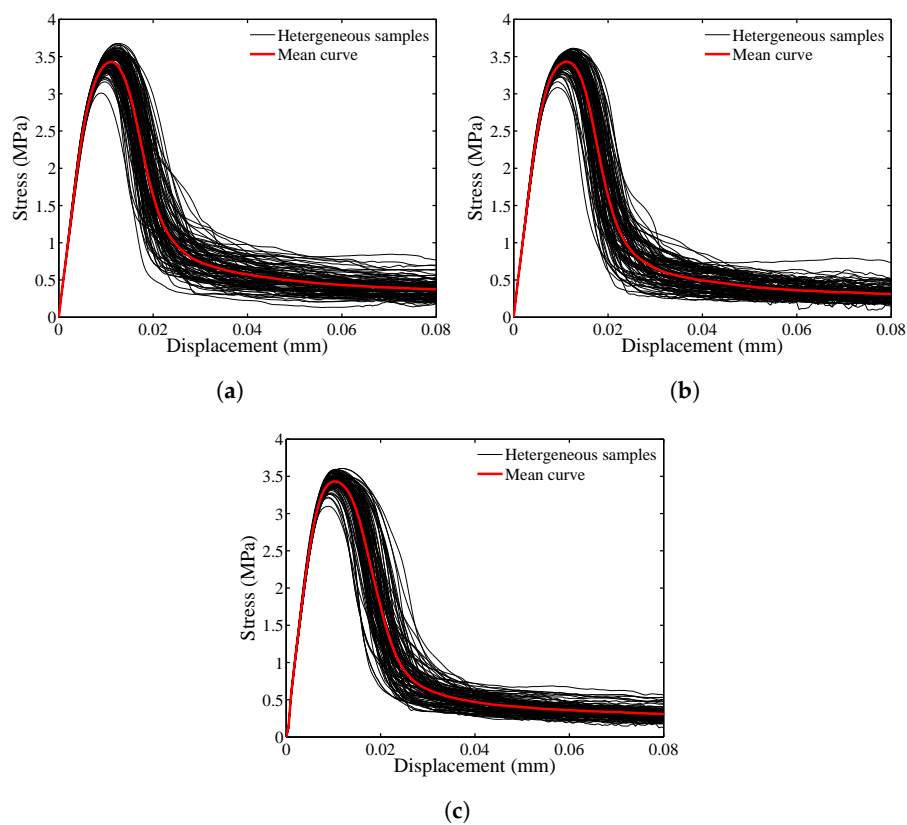 4
3.5
3
2.5
2
1.5
1
0.5
0
Stress (MPa)
Hetergeneous samples
Mean curve
0 0.02 0.04 0.06 0.08
Displacement (mm)
(a)
4
3.5
3
2.5
2
1.5
1
0.5
0
Stress (MPa)
Hetergeneous samples
Mean curve
0 0.02 0.04 0.06 0.08
Displacement (mm)
(b)
4
3.5
3
2.5
2
1.5
1
0.5
0
Stress (MPa)
Hetergeneous samples
Mean curve
0 0.02 0.04 0.06 0.08
Displacement (mm)
(c)